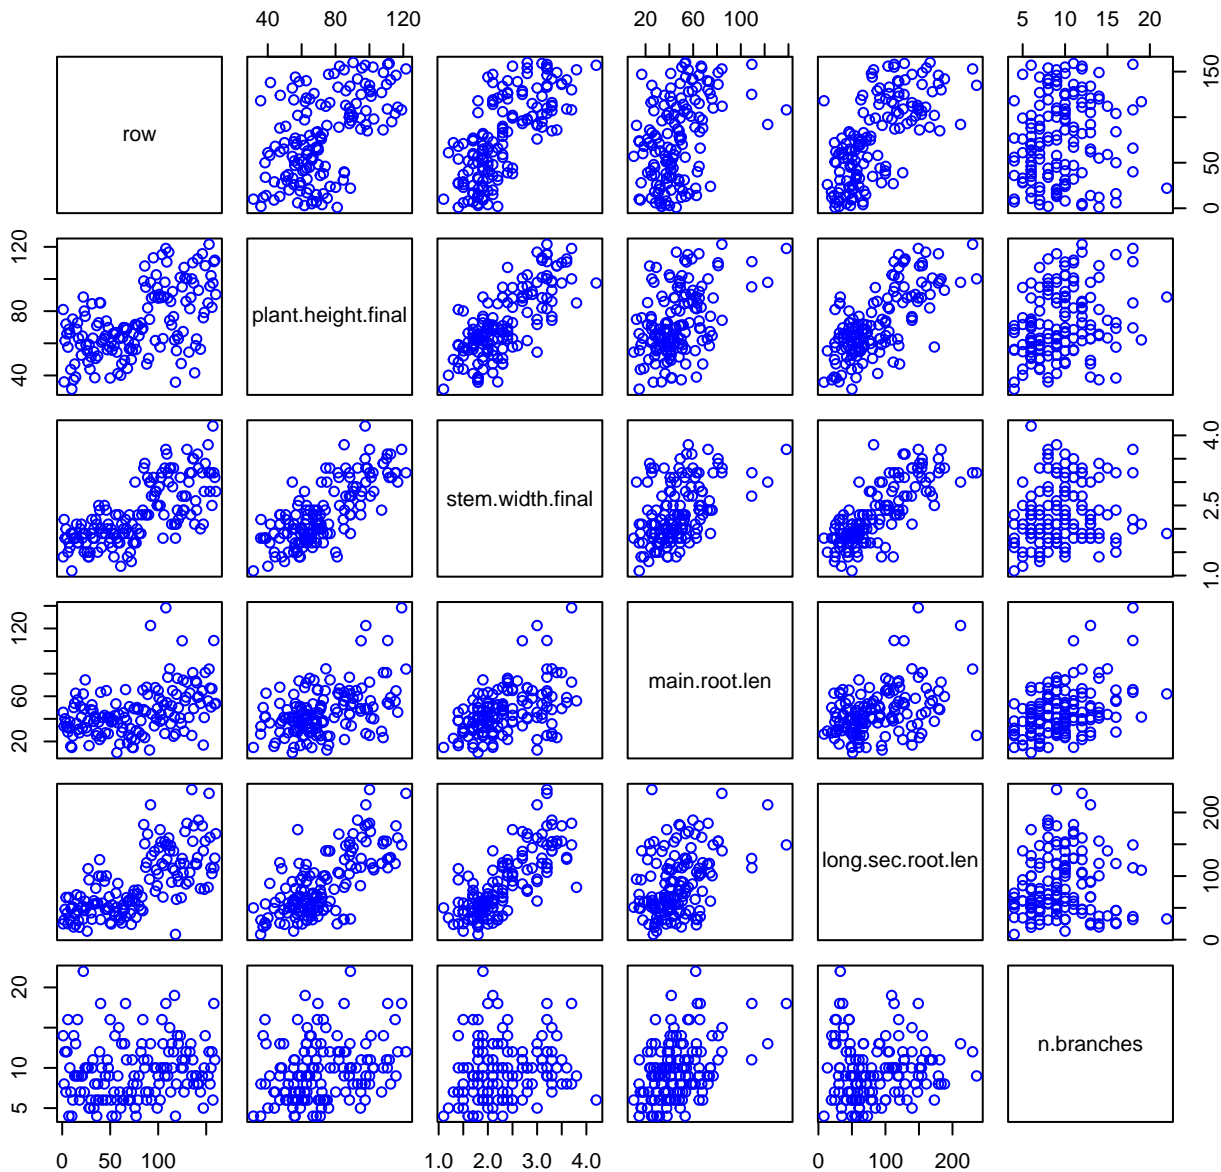 40 80 120 20 60 100 5 10 15 20
row 0 50 150
40 80 120 plant.height.final
stem.width.final 1.0 2.5 4.0
20 60 120 main.root.len
long.sec.root.len 0 100 200
5 10 20 n.branches
0 50 100 1.0 2.0 3.0 4.0 0 100 200